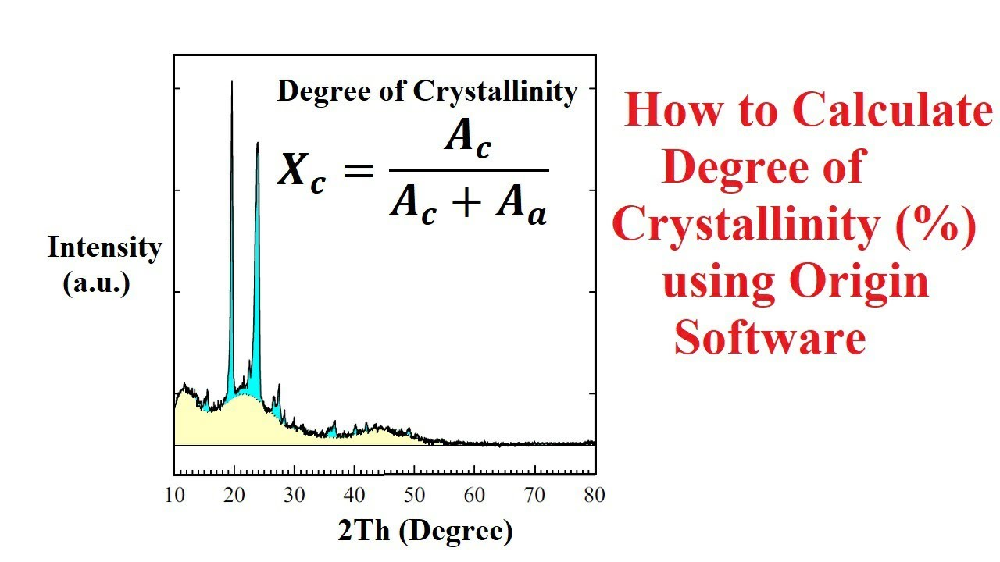 Degree of Crystallinity
X_c = A_c / (A_c + A_a)
Intensity
(a.u.)
10 20 30 40 50 60 70 80
2Th (Degree)
How to Calculate
Degree of
Crystallinity (%)
using Origin
Software